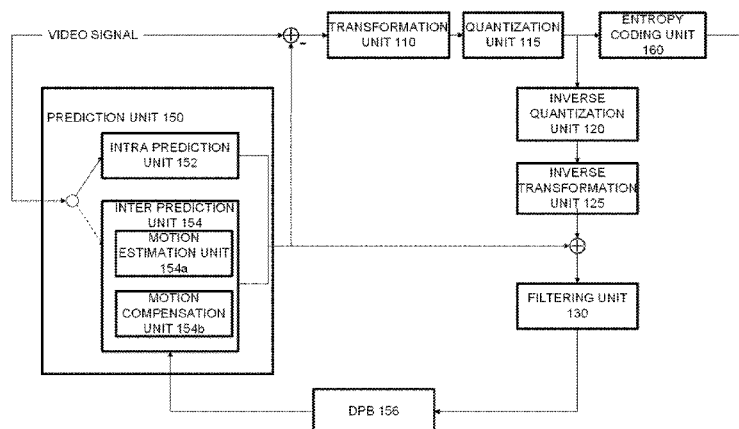 VIDEO SIGNAL
-
TRANSFORMATION
UNIT 110
QUANTIZATION
UNIT 115
ENTROPY
CODING UNIT
160
PREDICTION UNIT 150
INTRA PREDICTION
UNIT 152
INTER PREDICTION
UNIT 154
MOTION
ESTIMATION UNIT
154a
MOTION
COMPENSATION
UNIT 154b
INVERSE
QUANTIZATION
UNIT 120
INVERSE
TRANSFORMATION
UNIT 125
FILTERING UNIT
130
DPB 156